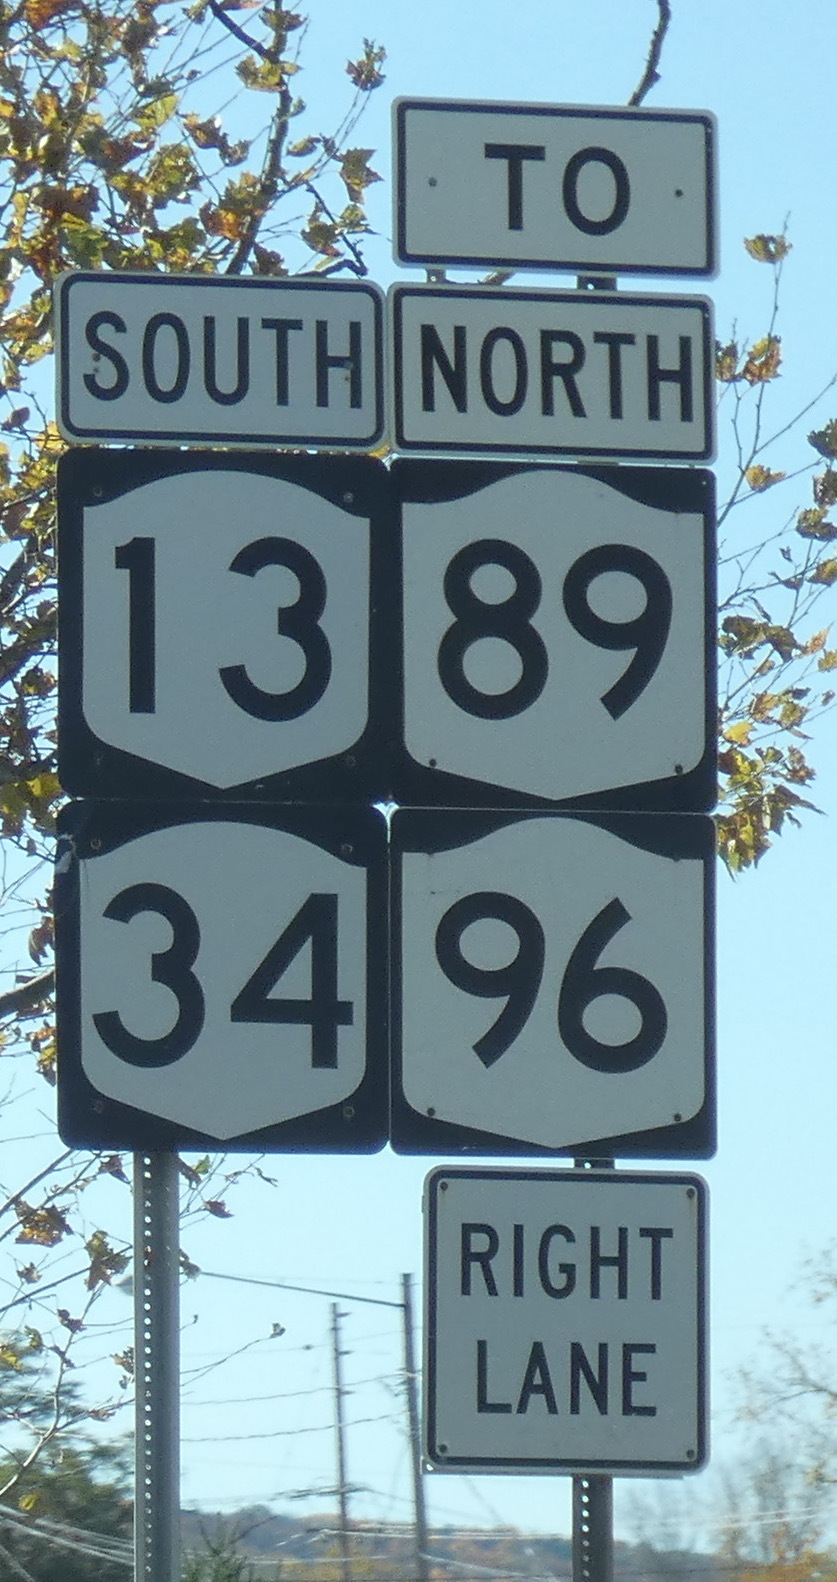 TO
SOUTH NORTH
13 89
34 96
RIGHT
LANE